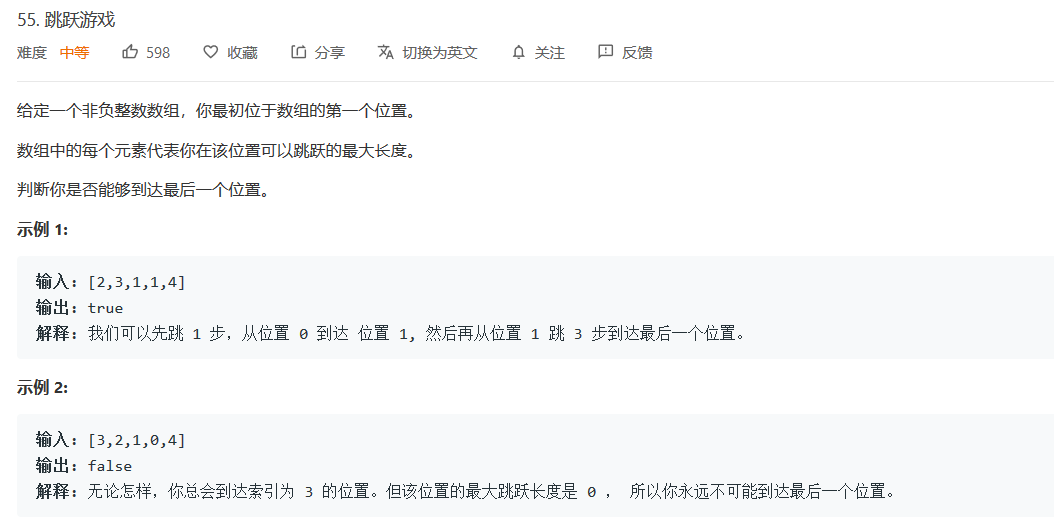 55. 跳跃游戏
难度 中等 598 收藏 分享 切换为英文 关注 反馈
给定一个非负整数数组，你最初位于数组的第一个位置。
数组中的每个元素代表你在该位置可以跳跃的最大长度。
判断你是否能够到达最后一个位置。
示例 1:
输入: [2,3,1,1,4]
输出: true
解释: 我们可以先跳 1 步，从位置 0 到达 位置 1, 然后再从位置 1 跳 3 步到达最后一个位置。
示例 2:
输入: [3,2,1,0,4]
输出: false
解释: 无论怎样，你总会到达索引为 3 的位置。但该位置的最大跳跃长度是 0 ， 所以你永远不可能到达最后一个位置。